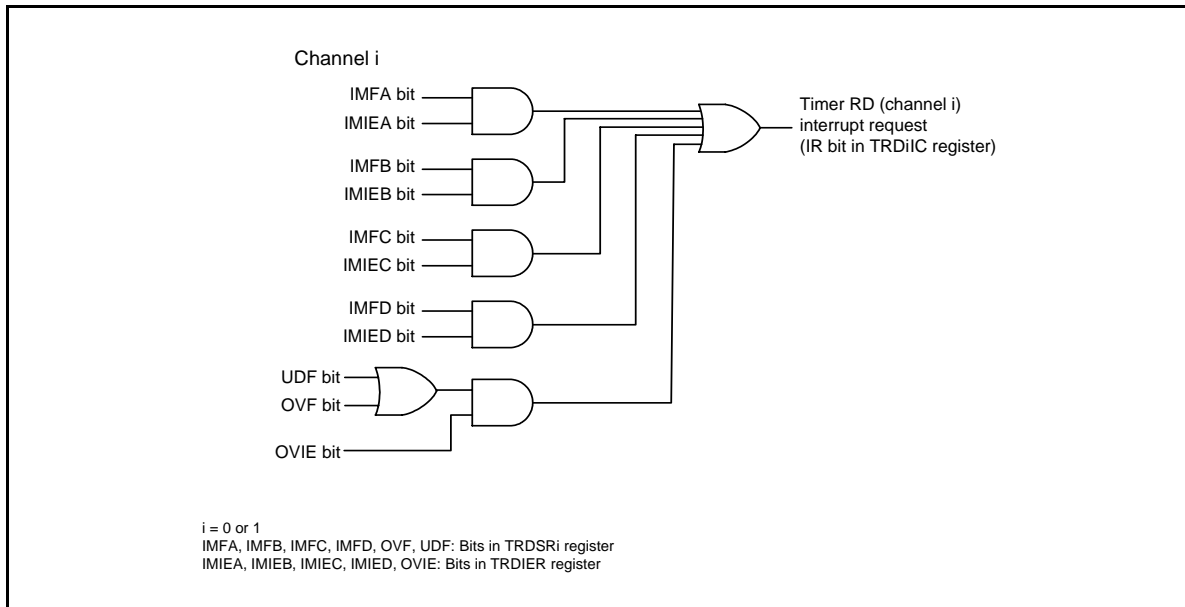 Channel i
IMFA bit
IMIEA bit
IMFB bit
IMIEB bit
IMFC bit
IMIEC bit
IMFD bit
IMIED bit
UDF bit
OVF bit
OVIE bit
Timer RD (channel i)
interrupt request
(IR bit in TRDiIC register)
i = 0 or 1
IMFA, IMFB, IMFC, IMFD, OVF, UDF: Bits in TRDSRi register
IMIEA, IMIEB, IMIEC, IMIED, OVIE: Bits in TRDIER register